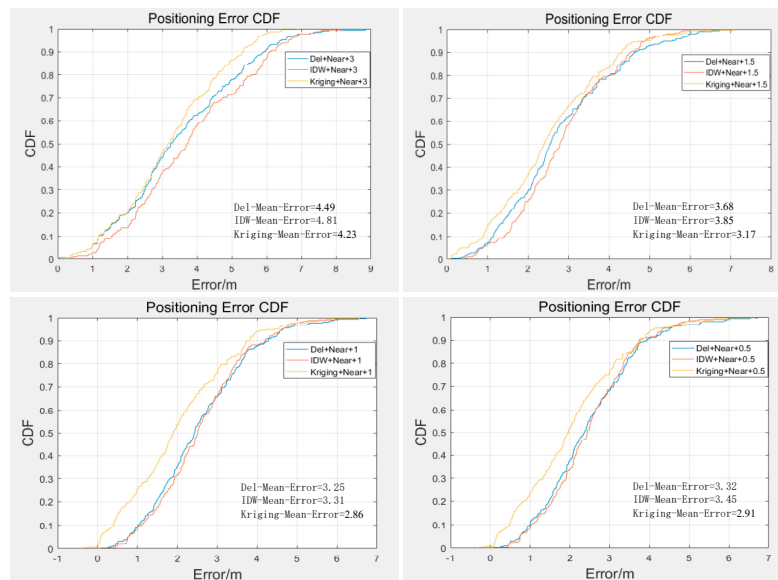 Positioning Error CDF
1
0.9
0.8
0.7
0.6
0.5
0.4
0.3
0.2
0.1
0
CDF
Del+Near+3
IDW+Near+3
Kriging+Near+3
Del-Mean-Error=4.49
IDW-Mean-Error=4.81
Kriging-Mean-Error=4.23
0 1 2 3 4 5 6 7 8 9
Error/m
Positioning Error CDF
1
0.9
0.8
0.7
0.6
0.5
0.4
0.3
0.2
0.1
0
CDF
Del+Near+1.5
IDW+Near+1.5
Kriging+Near+1.5
Del-Mean-Error=3.68
IDW-Mean-Error=3.85
Kriging-Mean-Error=3.17
0 1 2 3 4 5 6 7 8
Error/m
Positioning Error CDF
1
0.9
0.8
0.7
0.6
0.5
0.4
0.3
0.2
0.1
0
CDF
Del+Near+1
IDW+Near+1
Kriging+Near+1
Del-Mean-Error=3.25
IDW-Mean-Error=3.31
Kriging-Mean-Error=2.86
-1 0 1 2 3 4 5 6 7
Error/m
Positioning Error CDF
1
0.9
0.8
0.7
0.6
0.5
0.4
0.3
0.2
0.1
0
CDF
Del+Near+0.5
IDW+Near+0.5
Kriging+Near+0.5
Del-Mean-Error=3.32
IDW-Mean-Error=3.45
Kriging-Mean-Error=2.91
-1 0 1 2 3 4 5 6 7
Error/m